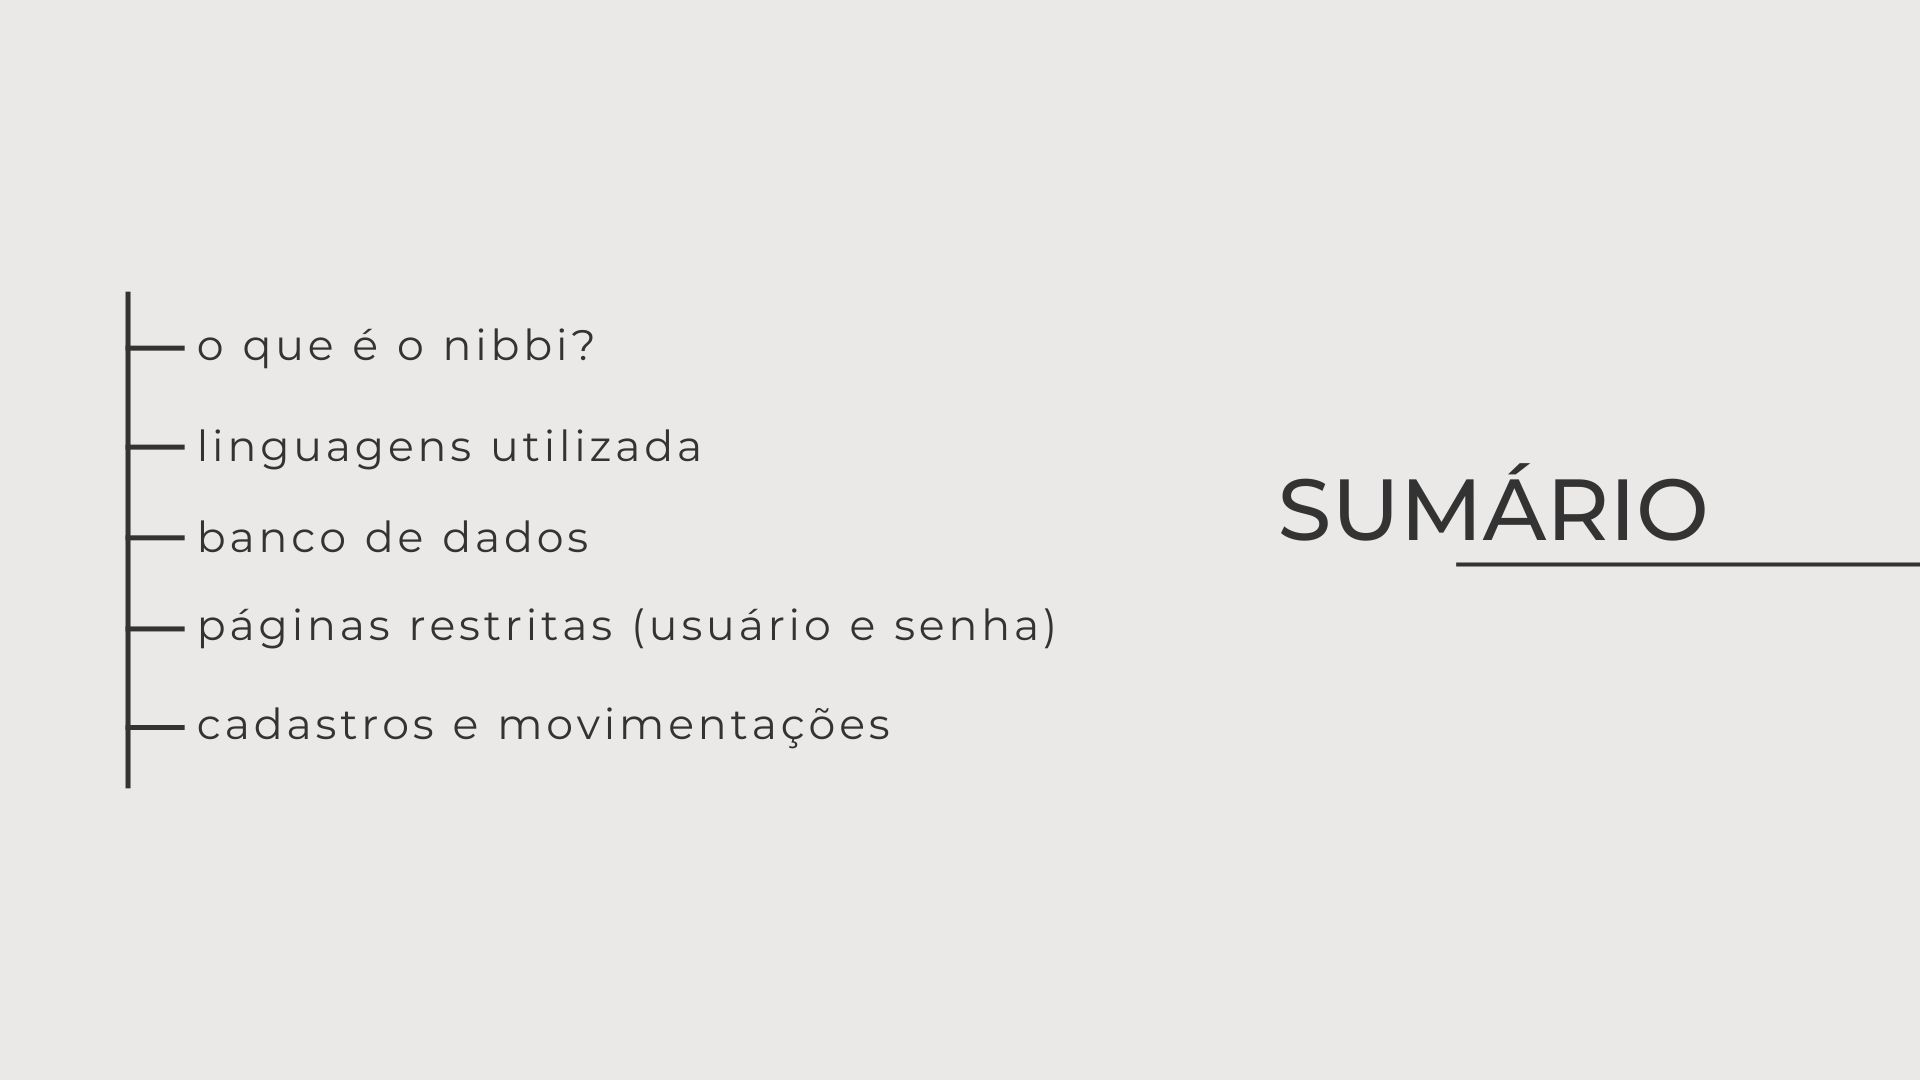 o que é o nibbi?
linguagens utilizada
banco de dados
páginas restritas (usuário e senha)
cadastros e movimentações
SUMÁRIO